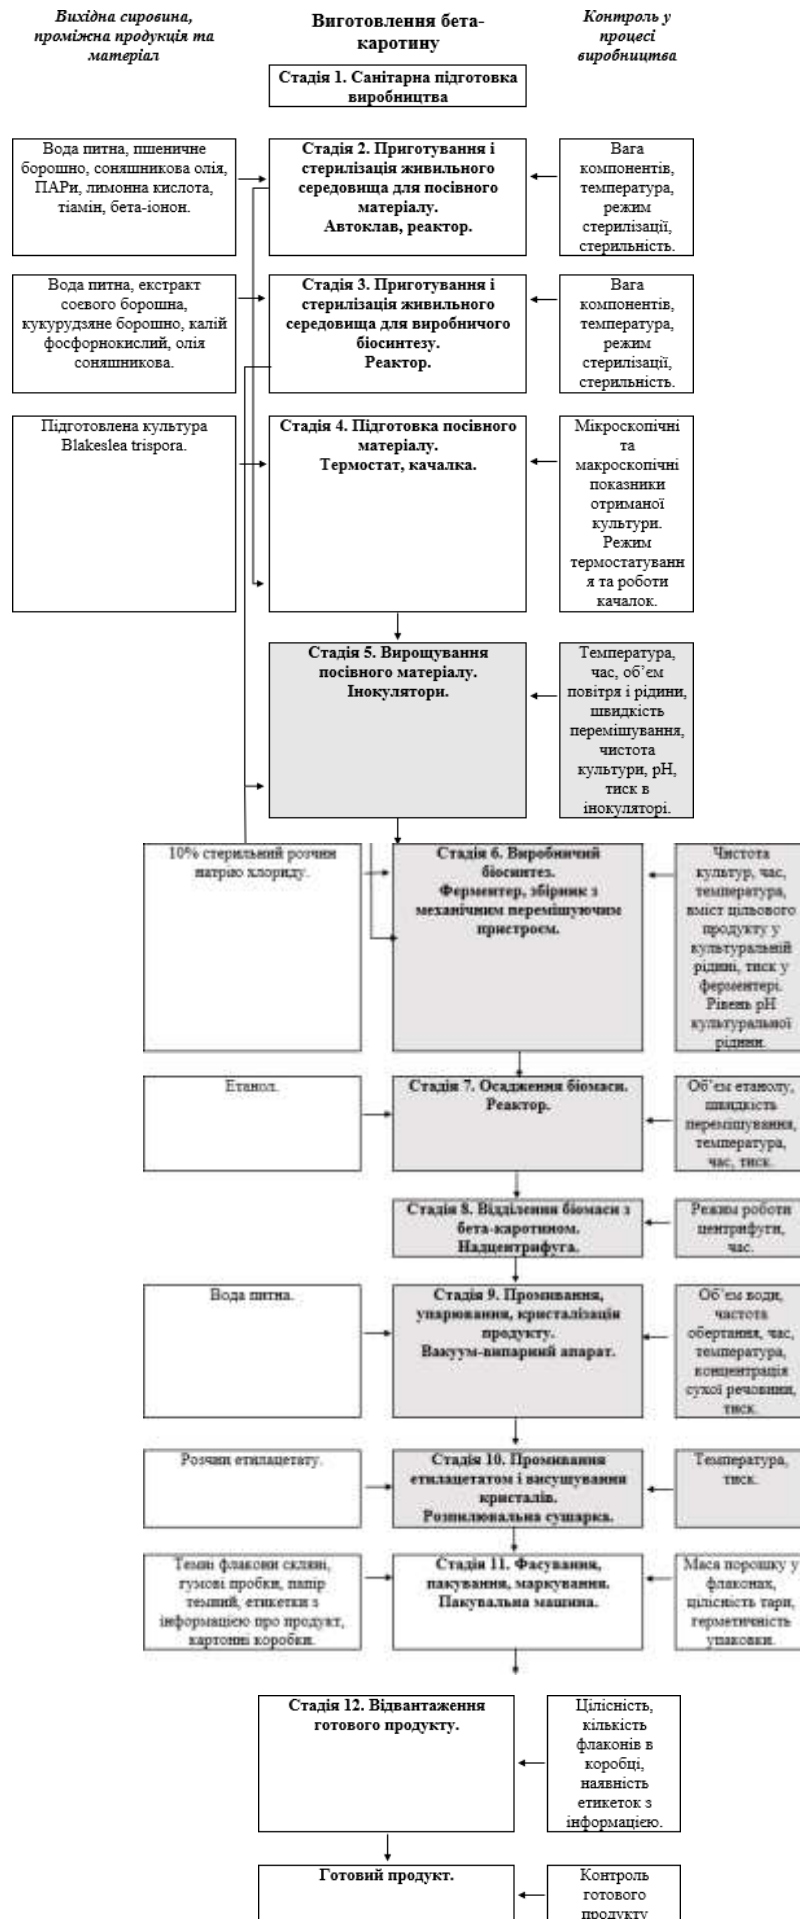 Вихідна сировина,
проміжна продукція та
матеріал
Виготовлення бета-
каротину
Контроль у
процесі
виробництва
Стадія 1. Санітарна підготовка
виробництва
Вода питна, пшеничне
борошно, соняшникова олія,
ПАРи, лимонна кислота,
тіамін, бета-іонон.
Стадія 2. Приготування і
стерилізація живильного
середовища для посівного
матеріалу.
Автоклав, реактор.
Вага
компонентів,
температура,
режим
стерилізації,
стерильність.
Вода питна, екстракт
соєвого борошна,
кукурудзяне борошно, калій
фосфорнокислий, олія
соняшникова.
Стадія 3. Приготування і
стерилізація живильного
середовища для виробничого
біосинтезу.
Реактор.
Вага
компонентів,
температура,
режим
стерилізації,
стерильність.
Підготовлена культура
Blakeslea trispora.
Стадія 4. Підготовка посівного
матеріалу.
Термостат, качалка.
Мікроскопічні
та
макроскопічні
показники
отриманої
культури.
Режим
термостатуванн
я та роботи
качалок.
Стадія 5. Вирощування
посівного матеріалу.
Інокулятори.
Температура,
час, об’єм
повітря і рідини,
швидкість
перемішування,
чистота
культури, pH,
тиск в
інокуляторі.
10% стерильний розчин
натрію хлориду.
Стадія 6. Виробничий
біосинтез.
Ферментер, збірник з
механічним перемішуючим
пристроєм.
Чистота
культур, час,
температура,
вміст цільового
продукту у
культуральній
рідині, тиск у
ферментері.
Рівень pH
культуральної
рідини.
Етанол.
Стадія 7. Осадження біомаси.
Реактор.
Об’єм етанолу,
швидкість
перемішування,
температура,
час, тиск.
Стадія 8. Відділення біомаси з
бета-каротином.
Надцентрифуга.
Режим роботи
центрифуги,
час.
Вода питна.
Стадія 9. Промивання,
упарювання, кристалізація
продукту.
Вакуум-випарний апарат.
Об’єм води,
частота
обертання, час,
температура,
концентрація
сухої речовини,
тиск.
Розчин етилацетату.
Стадія 10. Промивання
етилацетатом і висушування
кристалів.
Розпилювальна сушарка.
Температура,
тиск.
Темні флакони скляні,
гумові пробки, папір
темний, етикетки з
інформацією про продукт,
картонні коробки.
Стадія 11. Фасування,
пакування, маркування.
Пакувальна машина.
Маса порошку у
флаконах,
цілісність тари,
герметичність
упаковки.
Стадія 12. Відвантаження
готового продукту.
Цілісність,
кількість
флаконів в
коробці,
наявність
етикеток з
інформацією.
Готовий продукт.
Контроль
готового
продукту